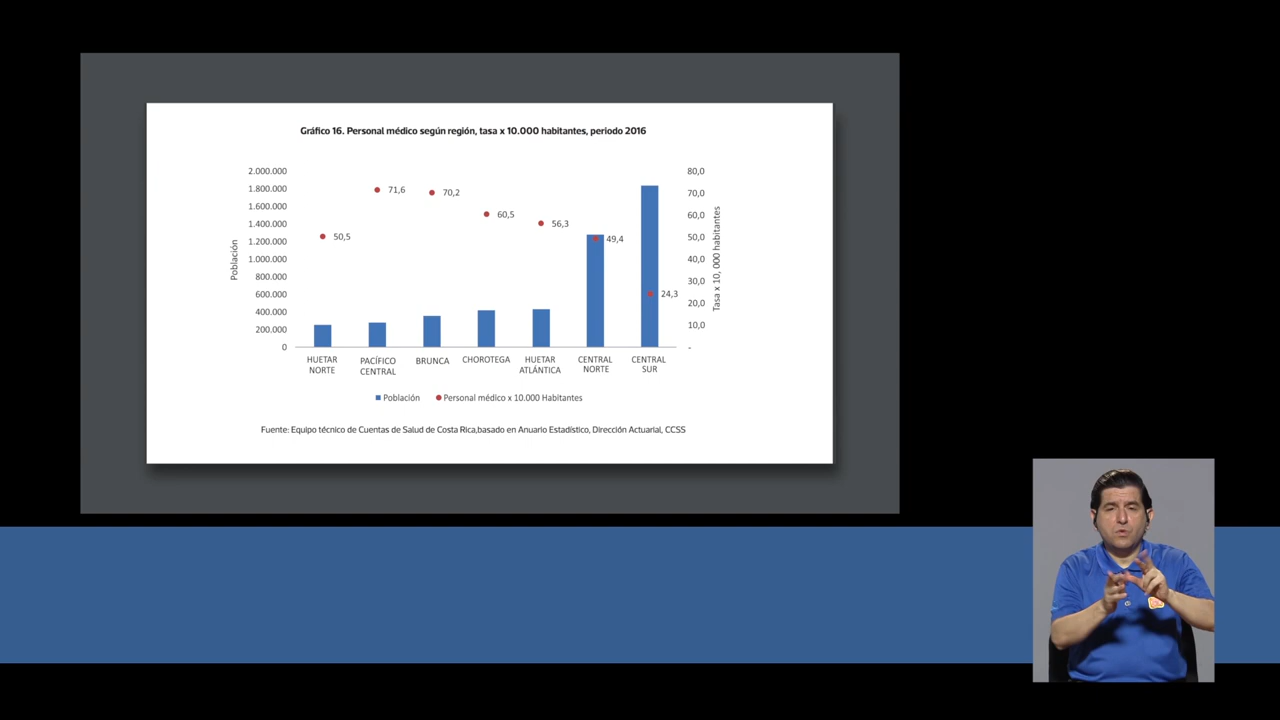 Gráfico 16. Personal médico según región, tasa x 10.000 habitantes, periodo 2016
2.000.000
1.800.000
1.600.000
1.400.000
1.200.000
1.000.000
800.000
600.000
400.000
200.000
0
Población
50,5
71,6
70,2
60,5
56,3
49,4
24,3
80,0
70,0
60,0
50,0
40,0
30,0
20,0
10,0
-
Tasa x 10, 000 habitantes
HUETAR
NORTE
PACÍFICO
CENTRAL
BRUNCA
CHOROTEGA
HUETAR
ATLÁNTICA
CENTRAL
NORTE
CENTRAL
SUR
Población
Personal médico x 10.000 Habitantes
Fuente: Equipo técnico de Cuentas de Salud de Costa Rica,basado en Anuario Estadístico, Dirección Actuarial, CCSS